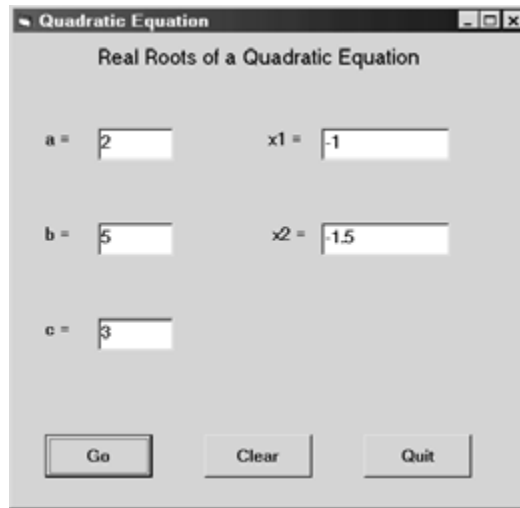 Quadratic Equation
Real Roots of a Quadratic Equation
a = 2 x1 = -1
b = 5 x2 = -1.5
c = 3
Go Clear Quit